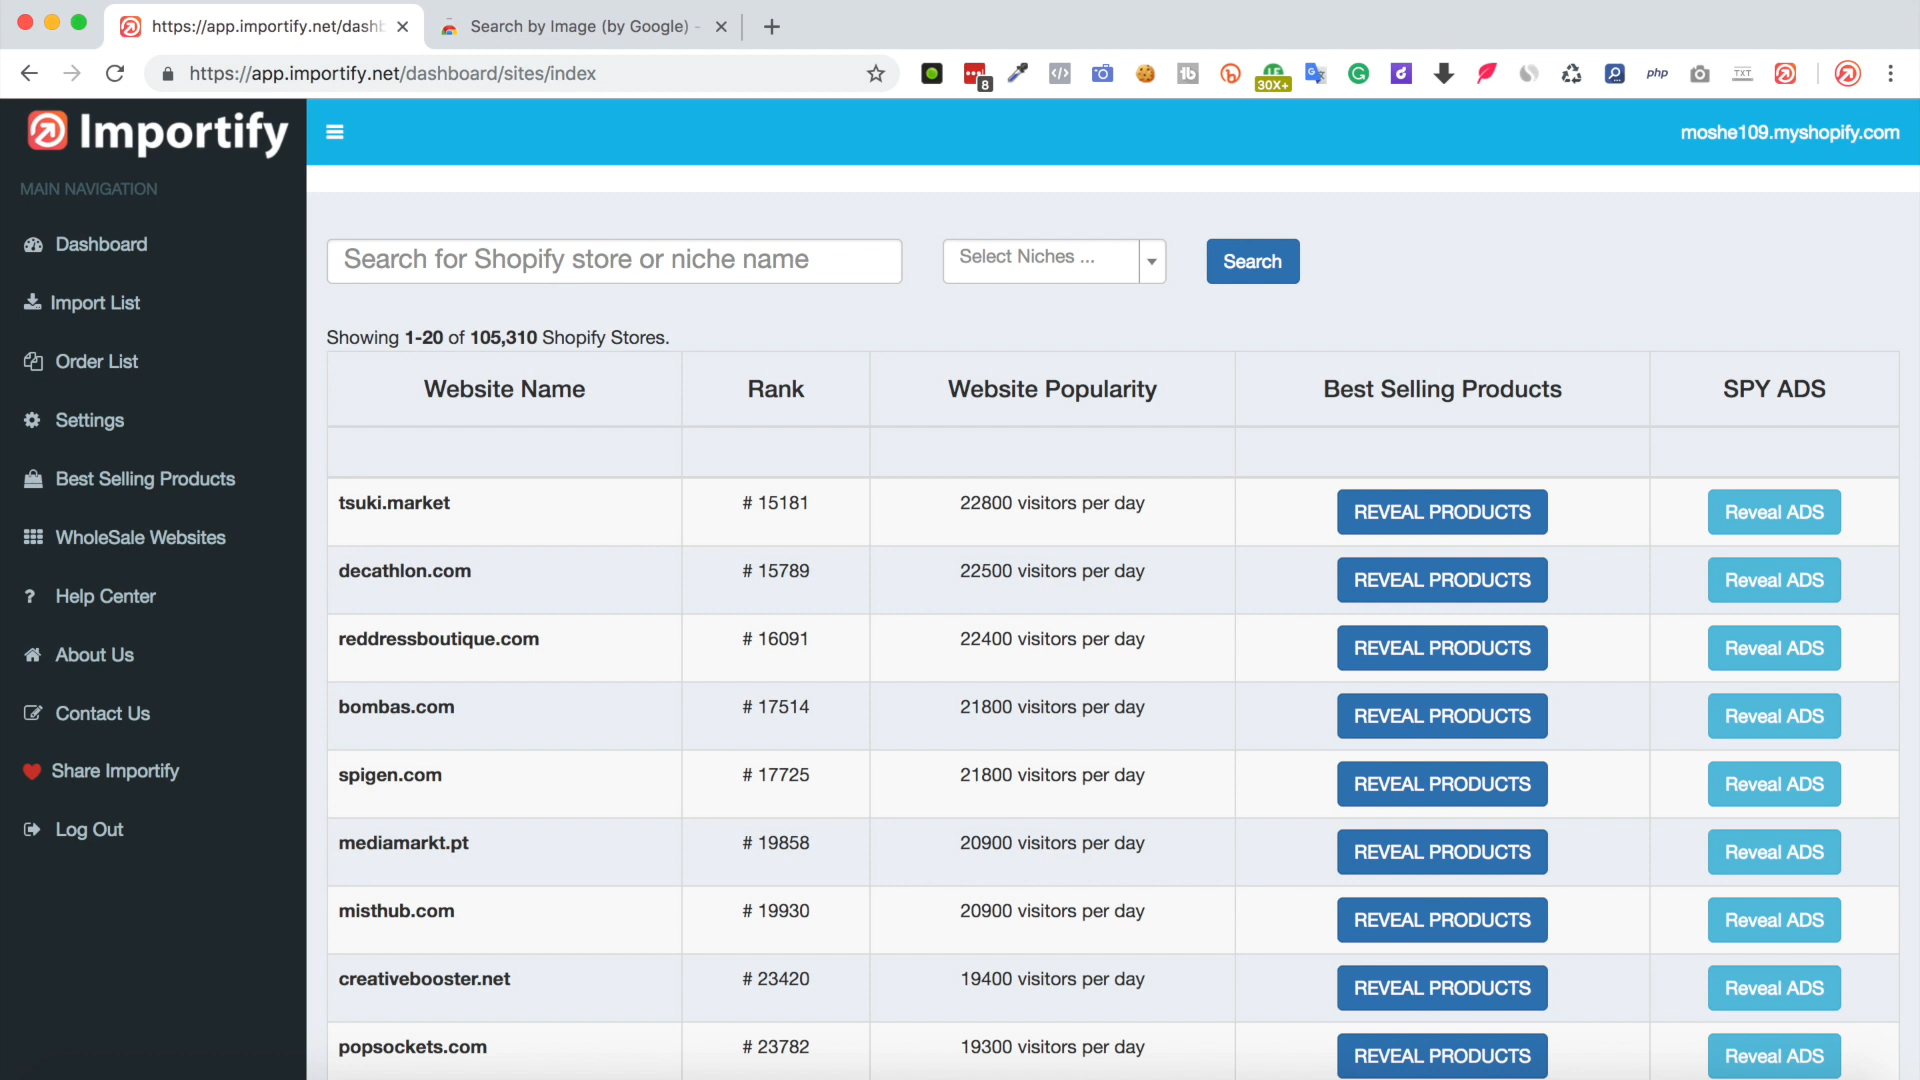 https://app.importify.net/dashb
Search by Image (by Google) -
https://app.importify.net/dashboard/sites/index
8
30X+
php
TXT
Importify
moshe109.myshopify.com
MAIN NAVIGATION
Dashboard
Import List
Order List
Settings
Best Selling Products
WholeSale Websites
Help Center
About Us
Contact Us
Share Importify
Log Out
Search for Shopify store or niche name
Select Niches ...
Search
Showing 1-20 of 105,310 Shopify Stores.
Website Name Rank Website Popularity Best Selling Products SPY ADS
tsuki.market # 15181 22800 visitors per day REVEAL PRODUCTS Reveal ADS
decathlon.com # 15789 22500 visitors per day REVEAL PRODUCTS Reveal ADS
reddressboutique.com # 16091 22400 visitors per day REVEAL PRODUCTS Reveal ADS
bombas.com # 17514 21800 visitors per day REVEAL PRODUCTS Reveal ADS
spigen.com # 17725 21800 visitors per day REVEAL PRODUCTS Reveal ADS
mediamarkt.pt # 19858 20900 visitors per day REVEAL PRODUCTS Reveal ADS
misthub.com # 19930 20900 visitors per day REVEAL PRODUCTS Reveal ADS
creativebooster.net # 23420 19400 visitors per day REVEAL PRODUCTS Reveal ADS
popsockets.com # 23782 19300 visitors per day REVEAL PRODUCTS Reveal ADS